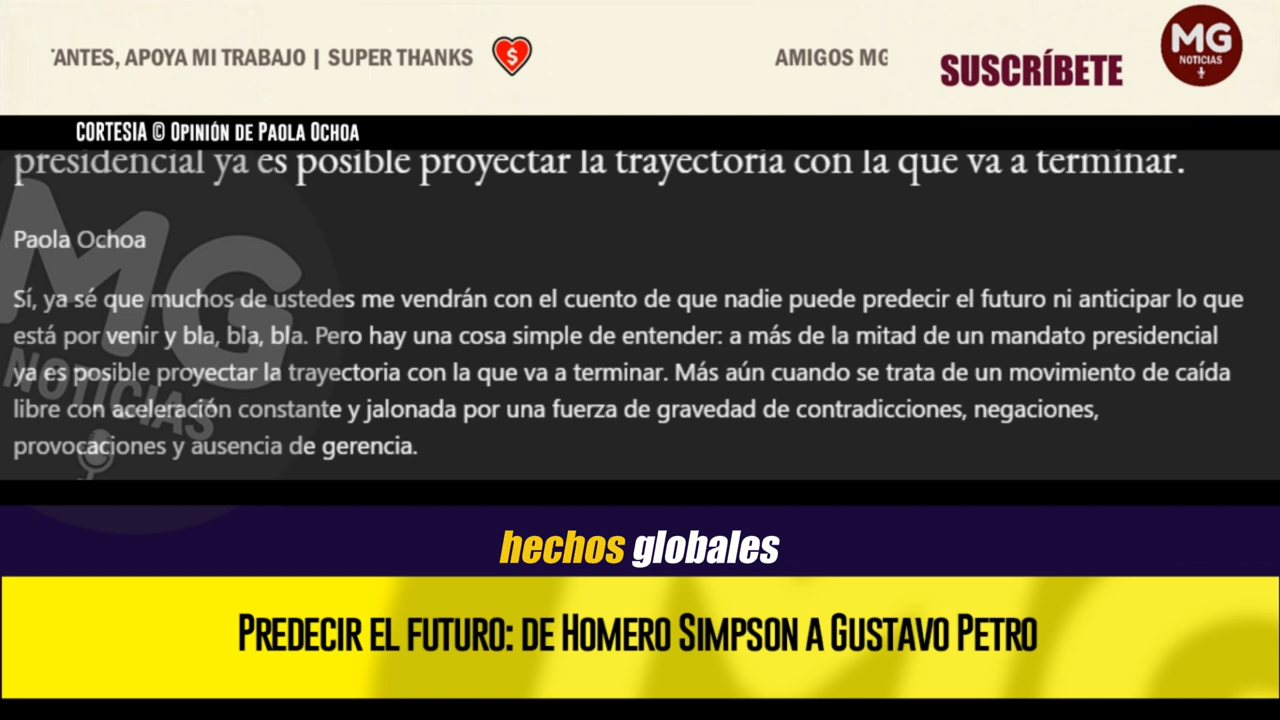 ANTES, APOYA MI TRABAJO | SUPER THANKS
$
AMIGOS MG
SUSCRÍBETE
MG
NOTICIAS
CORTESIA © OPINIÓN DE PAOLA OCHOA
presidencial ya es posible proyectar la trayectoria con la que va a terminar.
Paola Ochoa
Sí, ya sé que muchos de ustedes me vendrán con el cuento de que nadie puede predecir el futuro ni anticipar lo que
está por venir y bla, bla, bla. Pero hay una cosa simple de entender: a más de la mitad de un mandato presidencial
ya es posible proyectar la trayectoria con la que va a terminar. Más aún cuando se trata de un movimiento de caída
libre con aceleración constante y jalonada por una fuerza de gravedad de contradicciones, negaciones,
provocaciones y ausencia de gerencia.
MG
NOTICIAS
hechos globales
PREDECIR EL FUTURO: DE HOMERO SIMPSON A GUSTAVO PETRO